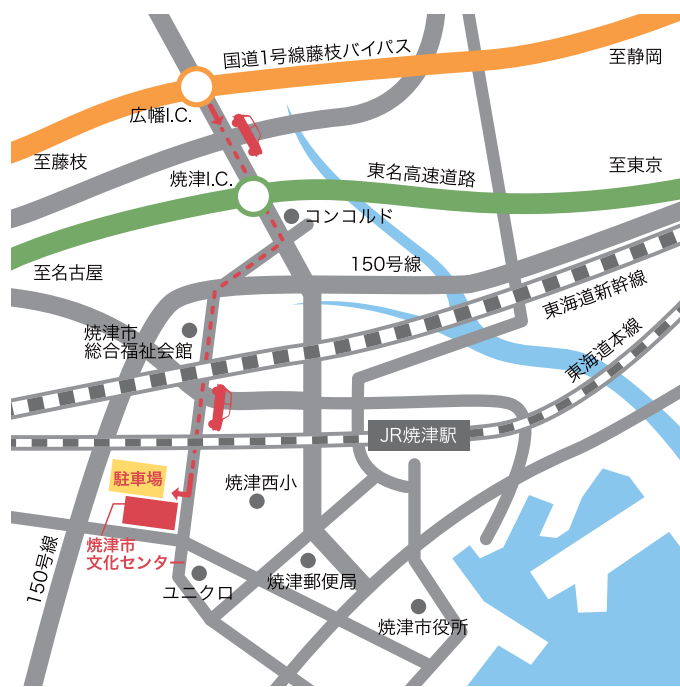 国道1号線藤枝バイパス
至静岡
広幡I.C.
至藤枝
焼津I.C.
東名高速道路
至東京
コンコルド
至名古屋
150号線
東海道新幹線
焼津市
総合福祉会館
東海道本線
JR焼津駅
駐車場
焼津西小
焼津市
文化センター
150号線
ユニクロ
焼津郵便局
焼津市役所